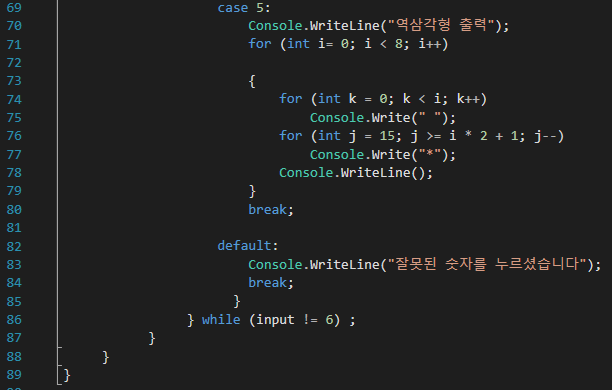 69 case 5:
70 Console.WriteLine("역삼각형 출력");
71 for (int i= 0; i < 8; i++)
72
73 {
74 for (int k = 0; k < i; k++)
75 Console.Write(" ");
76 for (int j = 15; j >= i * 2 + 1; j--)
77 Console.Write("*");
78 Console.WriteLine();
79 }
80 break;
81
82 default:
83 Console.WriteLine("잘못된 숫자를 누르셨습니다");
84 break;
85 }
86 } while (input != 6) ;
87 }
88 }
89 }